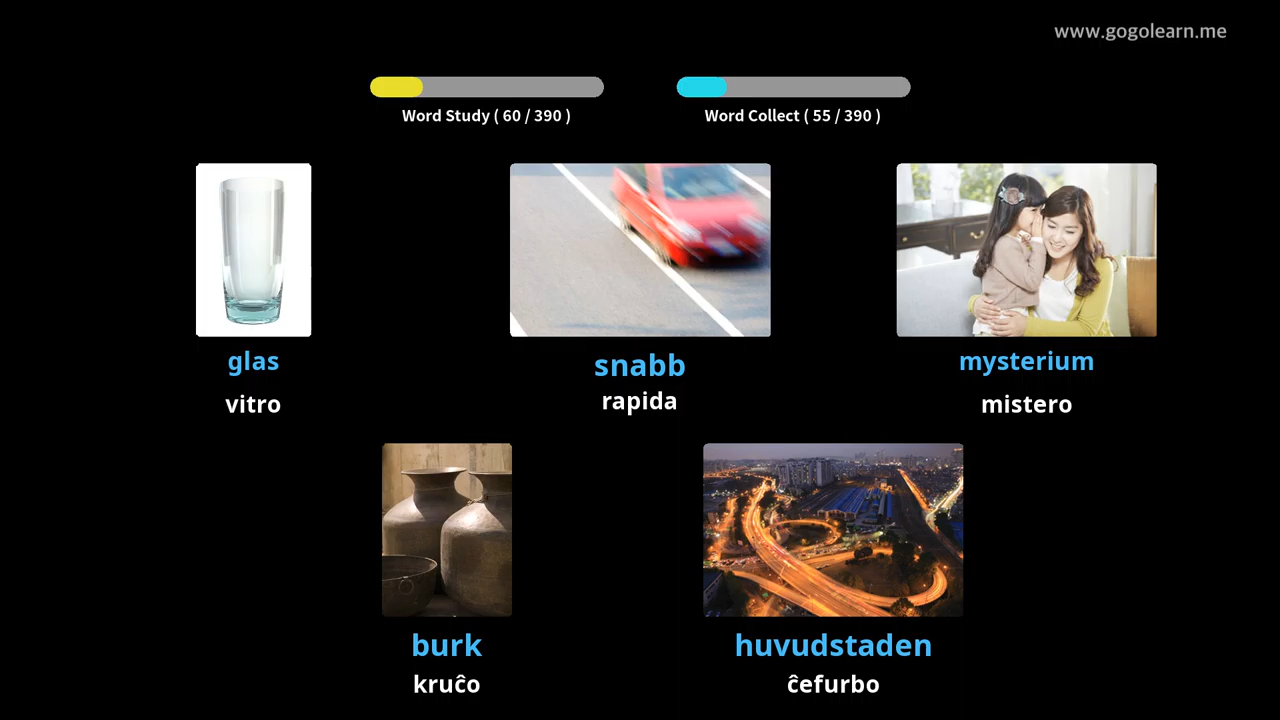 www.gogolearn.me
Word Study ( 60 / 390 )
Word Collect ( 55 / 390 )
glas
vitro
snabb
rapida
mysterium
mistero
burk
kruĉo
huvudstaden
ĉefurbo